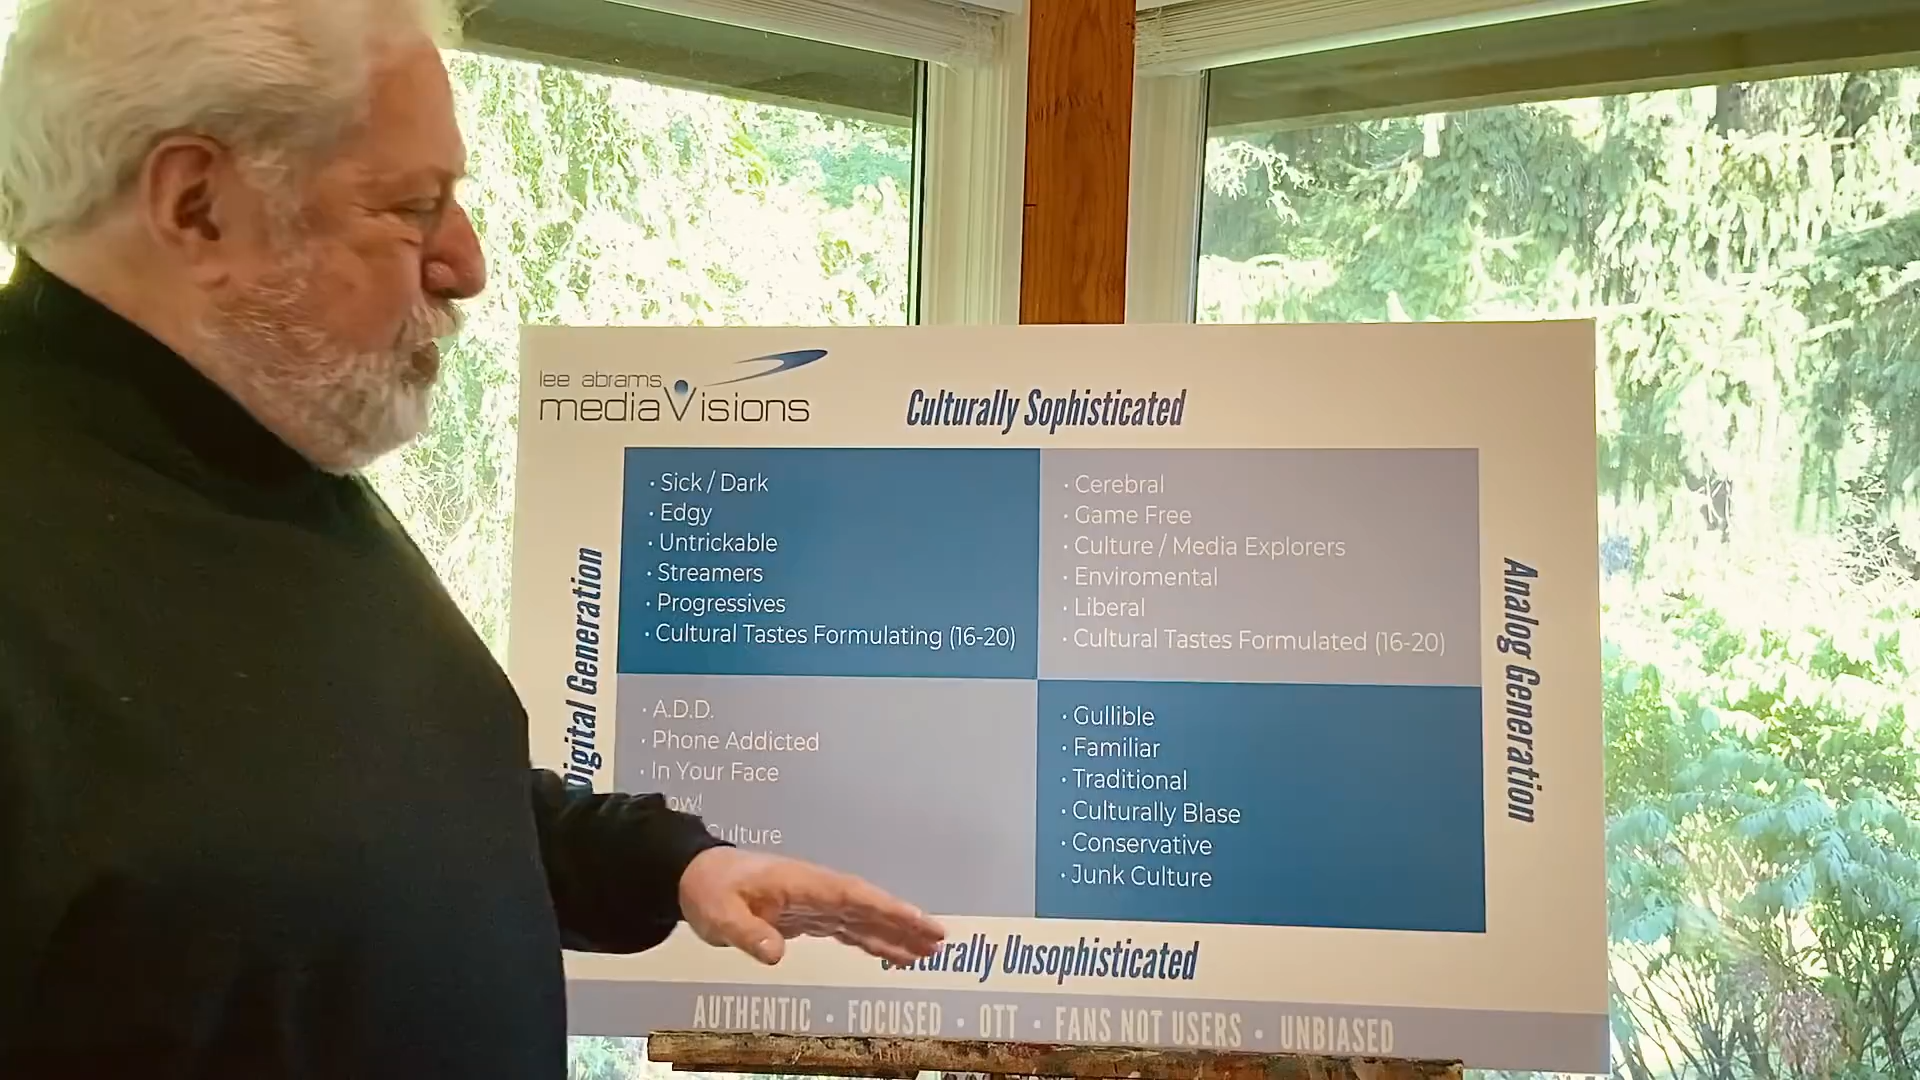 lee abrams
mediaVisions
Culturally Sophisticated
Digital Generation
• Sick / Dark
• Edgy
• Untrickable
• Streamers
• Progressives
• Cultural Tastes Formulating (16-20)
• Cerebral
• Game Free
• Culture / Media Explorers
• Enviromental
• Liberal
• Cultural Tastes Formulated (16-20)
Analog Generation
• A.D.D.
• Phone Addicted
• In Your Face
Culture
• Gullible
• Familiar
• Traditional
• Culturally Blase
• Conservative
• Junk Culture
Culturally Unsophisticated
AUTHENTIC • FOCUSED • OTT • FANS NOT USERS • UNBIASED